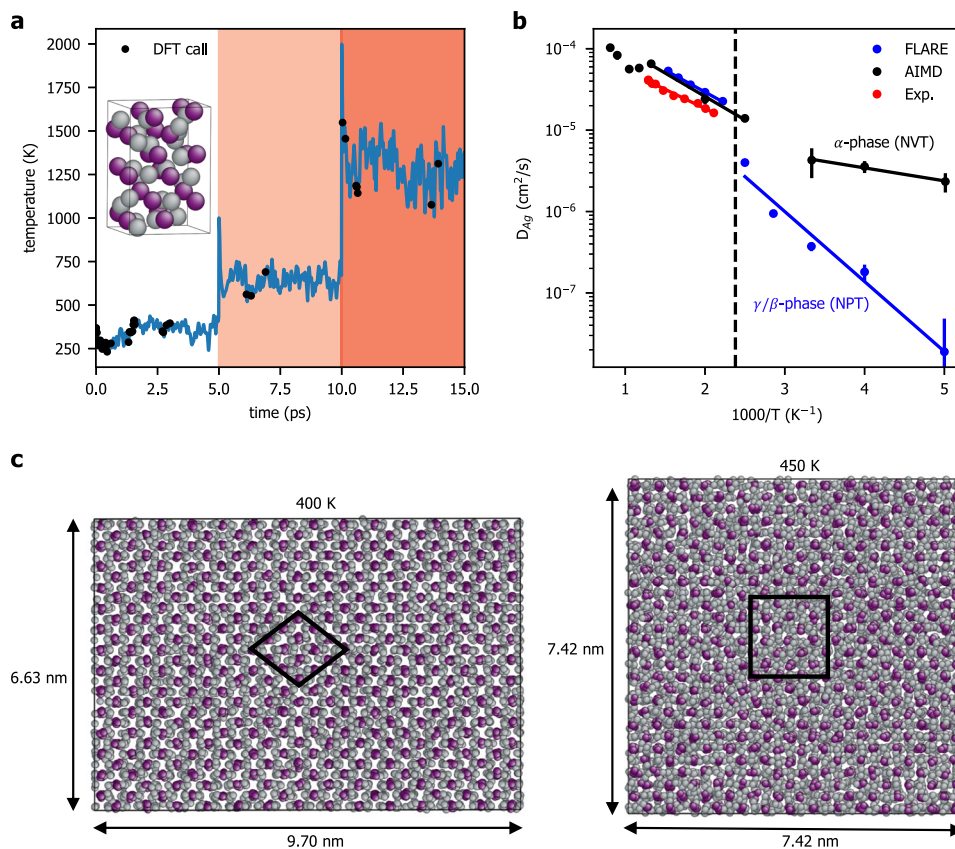 a
DFT call
2000
1750
1500
1250
1000
750
500
250
temperature (K)
0.0 2.5 5.0 7.5 10.0 12.5 15.0
time (ps)
b
FLARE
AIMD
Exp.
10⁻⁴
10⁻⁵
10⁻⁶
10⁻⁷
D_Ag (cm²/s)
α-phase (NVT)
γ/β-phase (NPT)
1 2 3 4 5
1000/T (K⁻¹)
c
400 K
6.63 nm
9.70 nm
450 K
7.42 nm
7.42 nm